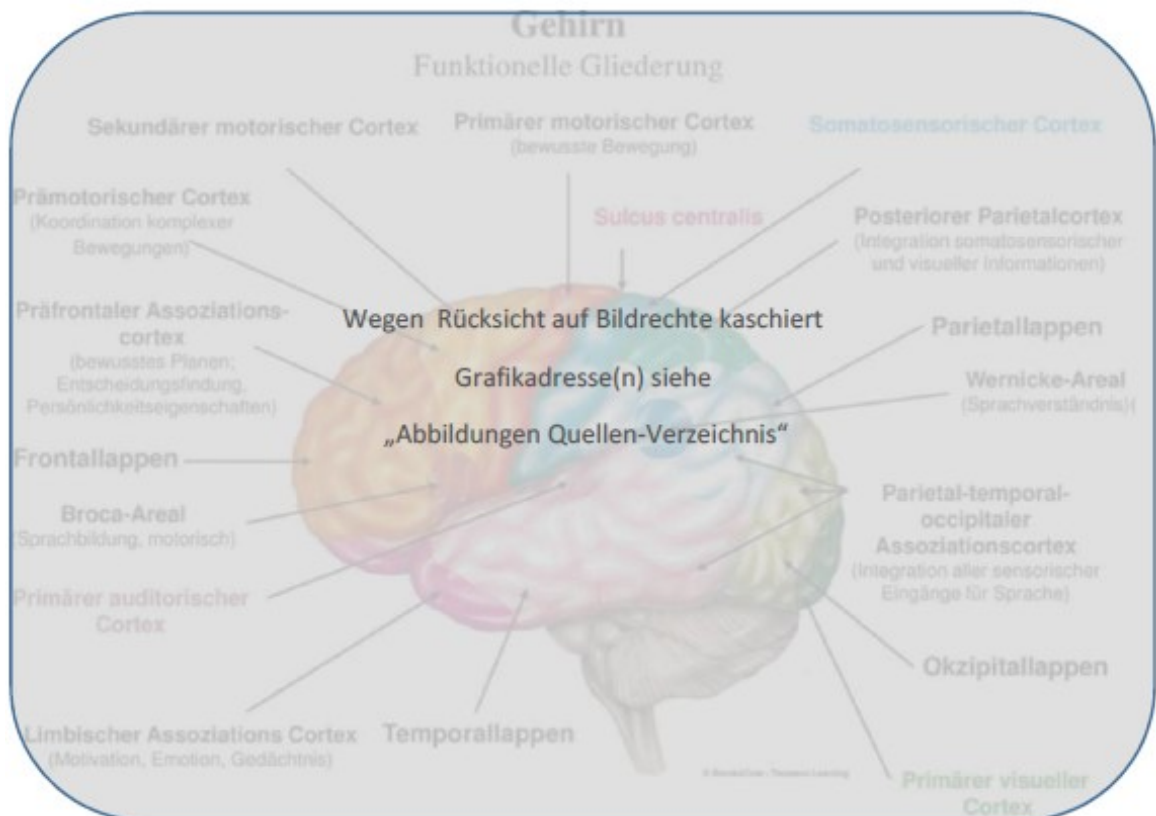 Gehirn
Funktionelle Gliederung
Sekundärer motorischer Cortex
Primärer motorischer Cortex
(bewusste Bewegung)
Somatosensorischer Cortex
Prämotorischer Cortex
(Koordination komplexer
Bewegungen)
Sulcus centralis
Posteriorer Parietalcortex
(Integration somatosensorischer
und visueller Informationen)
Präfrontaler Assoziations-
cortex
(bewusstes Planen;
Entscheidungsfindung,
Persönlichkeitseigenschaften)
Wegen Rücksicht auf Bildrechte kaschiert
Grafikadresse(n) siehe
„Abbildungen Quellen-Verzeichnis“
Parietallappen
Wernicke-Areal
(Sprachverständnis)(
Frontallappen
Broca-Areal
(Sprachbildung, motorisch)
Parietal-temporal-
occipitaler
Assoziationscortex
(Integration aller sensorischer
Eingänge für Sprache)
Primärer auditorischer
Cortex
Okzipitallappen
Limbischer Assoziations Cortex
(Motivation, Emotion, Gedächtnis)
Temporallappen
Primärer visueller
Cortex